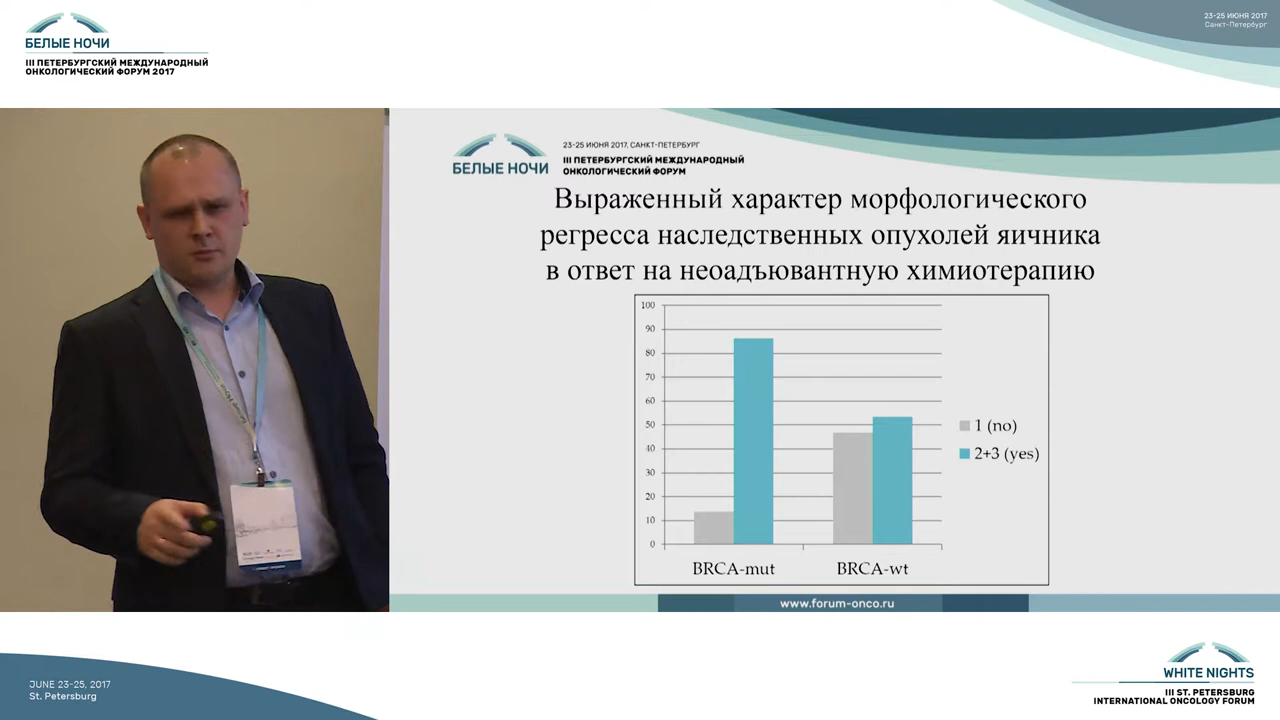 БЕЛЫЕ НОЧИ
III ПЕТЕРБУРГСКИЙ МЕЖДУНАРОДНЫЙ
ОНКОЛОГИЧЕСКИЙ ФОРУМ 2017
23-25 ИЮНЯ 2017
Санкт-Петербург
БЕЛЫЕ НОЧИ
23-25 ИЮНЯ 2017, САНКТ-ПЕТЕРБУРГ
III ПЕТЕРБУРГСКИЙ МЕЖДУНАРОДНЫЙ
ОНКОЛОГИЧЕСКИЙ ФОРУМ
Выраженный характер морфологического
регресса наследственных опухолей яичника
в ответ на неоадъювантную химиотерапию
100
90
80
70
60
50
40
30
20
10
0
BRCA-mut
BRCA-wt
1 (no)
2+3 (yes)
www.forum-onco.ru
JUNE 23-25, 2017
St. Petersburg
WHITE NIGHTS
III ST. PETERSBURG
INTERNATIONAL ONCOLOGY FORUM